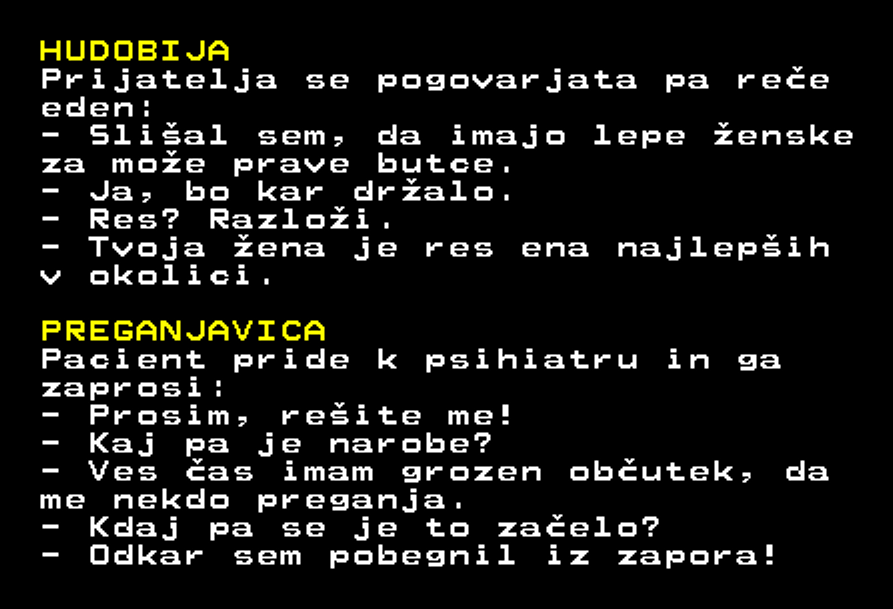 HUDOBIJA
Prijatelja se pogovarjata pa reče
eden:
- Slišal sem, da imajo lepe ženske
za može prave butce.
- Ja, bo kar držalo.
- Res? Razloži.
- Tvoja žena je res ena najlepših
v okolici.
PREGANJAVICA
Pacient pride k psihiatru in ga
zaprosi:
- Prosim, rešite me!
- Kaj pa je narobe?
- Ves čas imam grozen občutek, da
me nekdo preganja.
- Kdaj pa se je to začelo?
- Odkar sem pobegnil iz zapora!